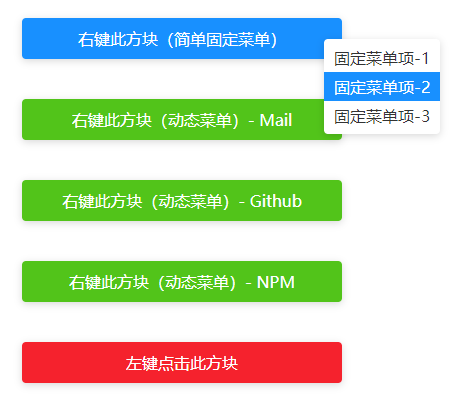 右键此方块（简单固定菜单）
固定菜单项-1
固定菜单项-2
固定菜单项-3
右键此方块（动态菜单）- Mail
右键此方块（动态菜单）- Github
右键此方块（动态菜单）- NPM
左键点击此方块